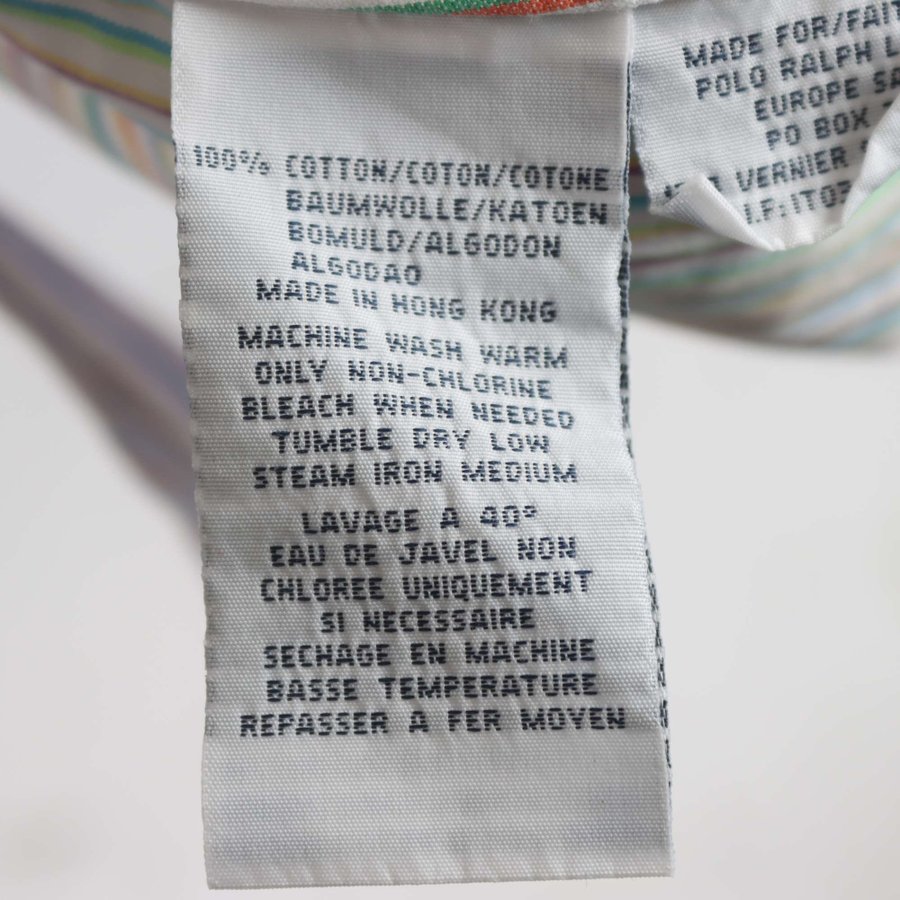 100% COTTON/COTON/COTONE
BAUMWOLLE/KATOEN
BOMULD/ALGODON
ALGODAO
MADE IN HONG KONG
MACHINE WASH WARM
ONLY NON-CHLORINE
BLEACH WHEN NEEDED
TUMBLE DRY LOW
STEAM IRON MEDIUM
LAVAGE A 40°
EAU DE JAVEL NON
CHLOREE UNIQUEMENT
SI NECESSAIRE
SECHAGE EN MACHINE
BASSE TEMPERATURE
REPASSER A FER MOYEN
MADE FOR/FAIT
POLO RALPH L
EUROPE SA
PO BOX
VERNIER